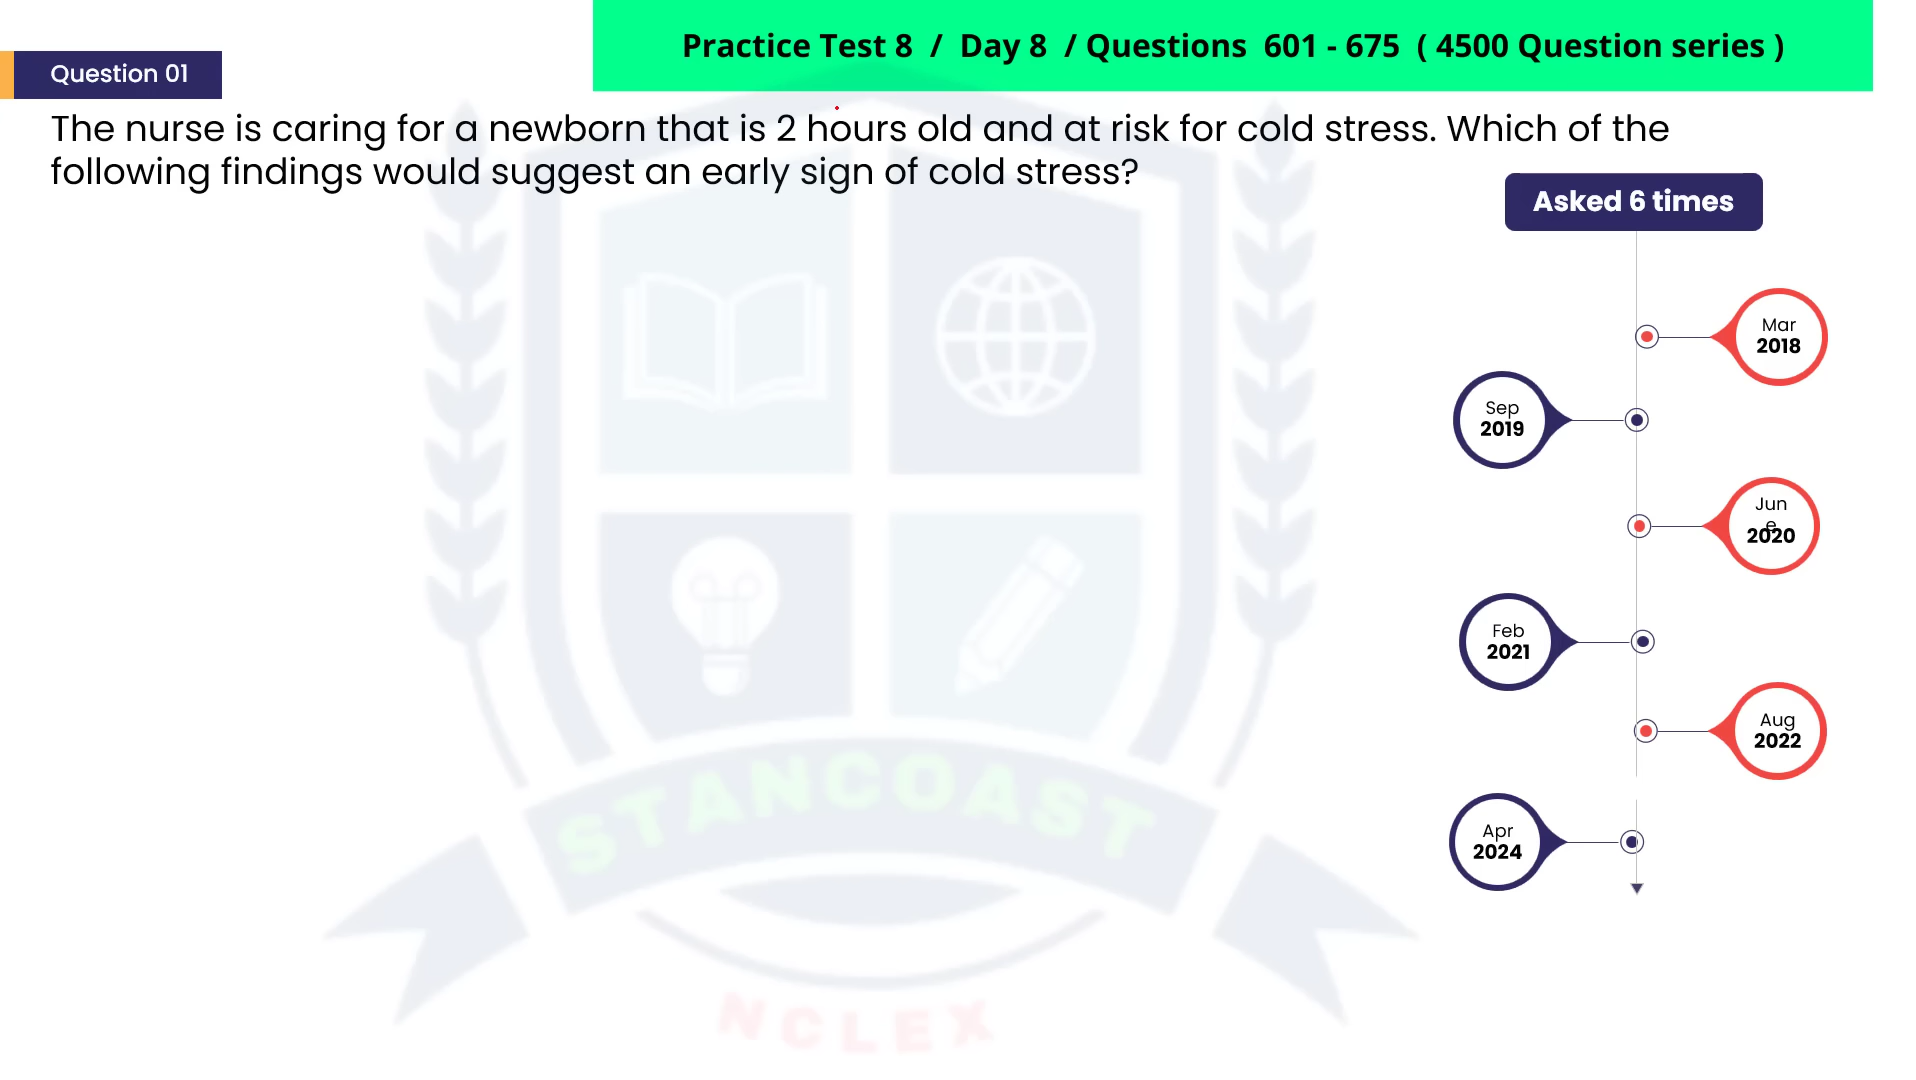 Practice Test 8 / Day 8 / Questions 601 - 675 ( 4500 Question series )
Question 01
The nurse is caring for a newborn that is 2 hours old and at risk for cold stress. Which of the
following findings would suggest an early sign of cold stress?
Asked 6 times
Mar
2018
Sep
2019
Jun
e
2020
Feb
2021
Aug
2022
Apr
2024
STANCOAST
NCLEX